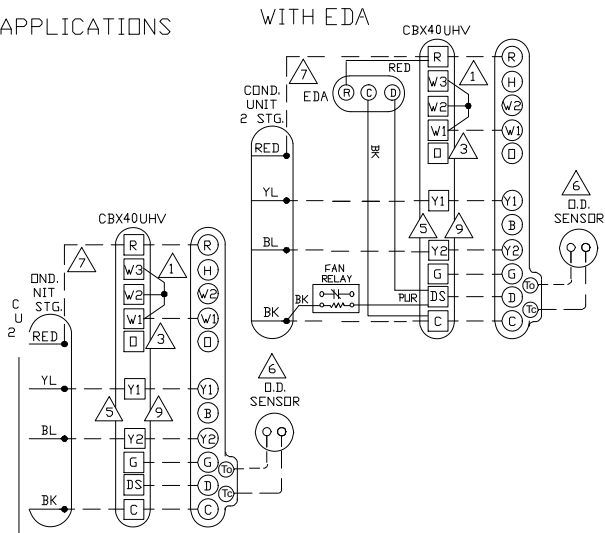 APPLICATIONS
WITH EDA
CBX40UHV
R
W3
W2
W1
O
Y1
Y2
G
DS
C
R
H
W2
W1
O
Y1
B
Y2
G
D
C
To
Tc
7
1
3
5
9
6
O.D.
SENSOR
COND.
UNIT
2 STG.
RED
YL
BL
BK
EDA
R
C
D
RED
BK
FAN
RELAY
BK
PUR
CBX40UHV
R
W3
W2
W1
O
Y1
Y2
G
DS
C
R
H
W2
W1
O
Y1
B
Y2
G
D
C
To
Tc
7
1
3
5
9
6
O.D.
SENSOR
OND.
C NIT
U STG.
2
RED
YL
BL
BK